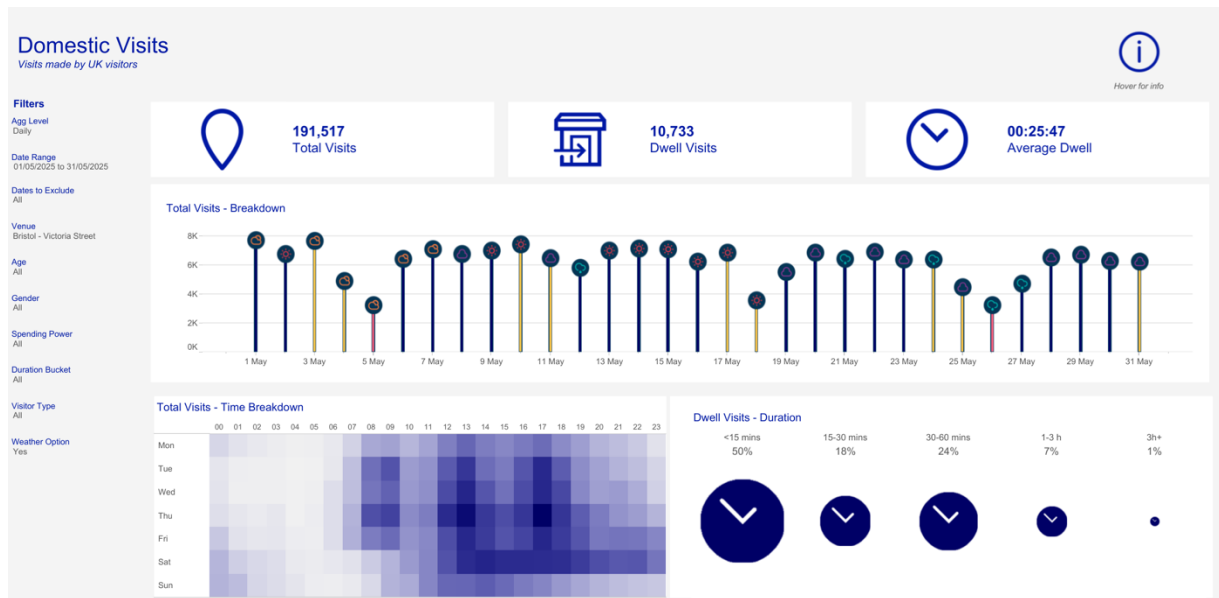 Domestic Visits
Visits made by UK visitors
Hover for info
Filters
Agg Level
Daily
Date Range
01/05/2025 to 31/05/2025
Dates to Exclude
All
Venue
Bristol - Victoria Street
Age
All
Gender
All
Spending Power
All
Duration Bucket
All
Visitor Type
All
Weather Option
Yes
191,517
Total Visits
10,733
Dwell Visits
00:25:47
Average Dwell
Total Visits - Breakdown
8K
6K
4K
2K
0K
1 May 3 May 5 May 7 May 9 May 11 May 13 May 15 May 17 May 19 May 21 May 23 May 25 May 27 May 29 May 31 May
Total Visits - Time Breakdown
00 01 02 03 04 05 06 07 08 09 10 11 12 13 14 15 16 17 18 19 20 21 22 23
Mon
Tue
Wed
Thu
Fri
Sat
Sun
Dwell Visits - Duration
<15 mins 15-30 mins 30-60 mins 1-3 h 3h+
50% 18% 24% 7% 1%